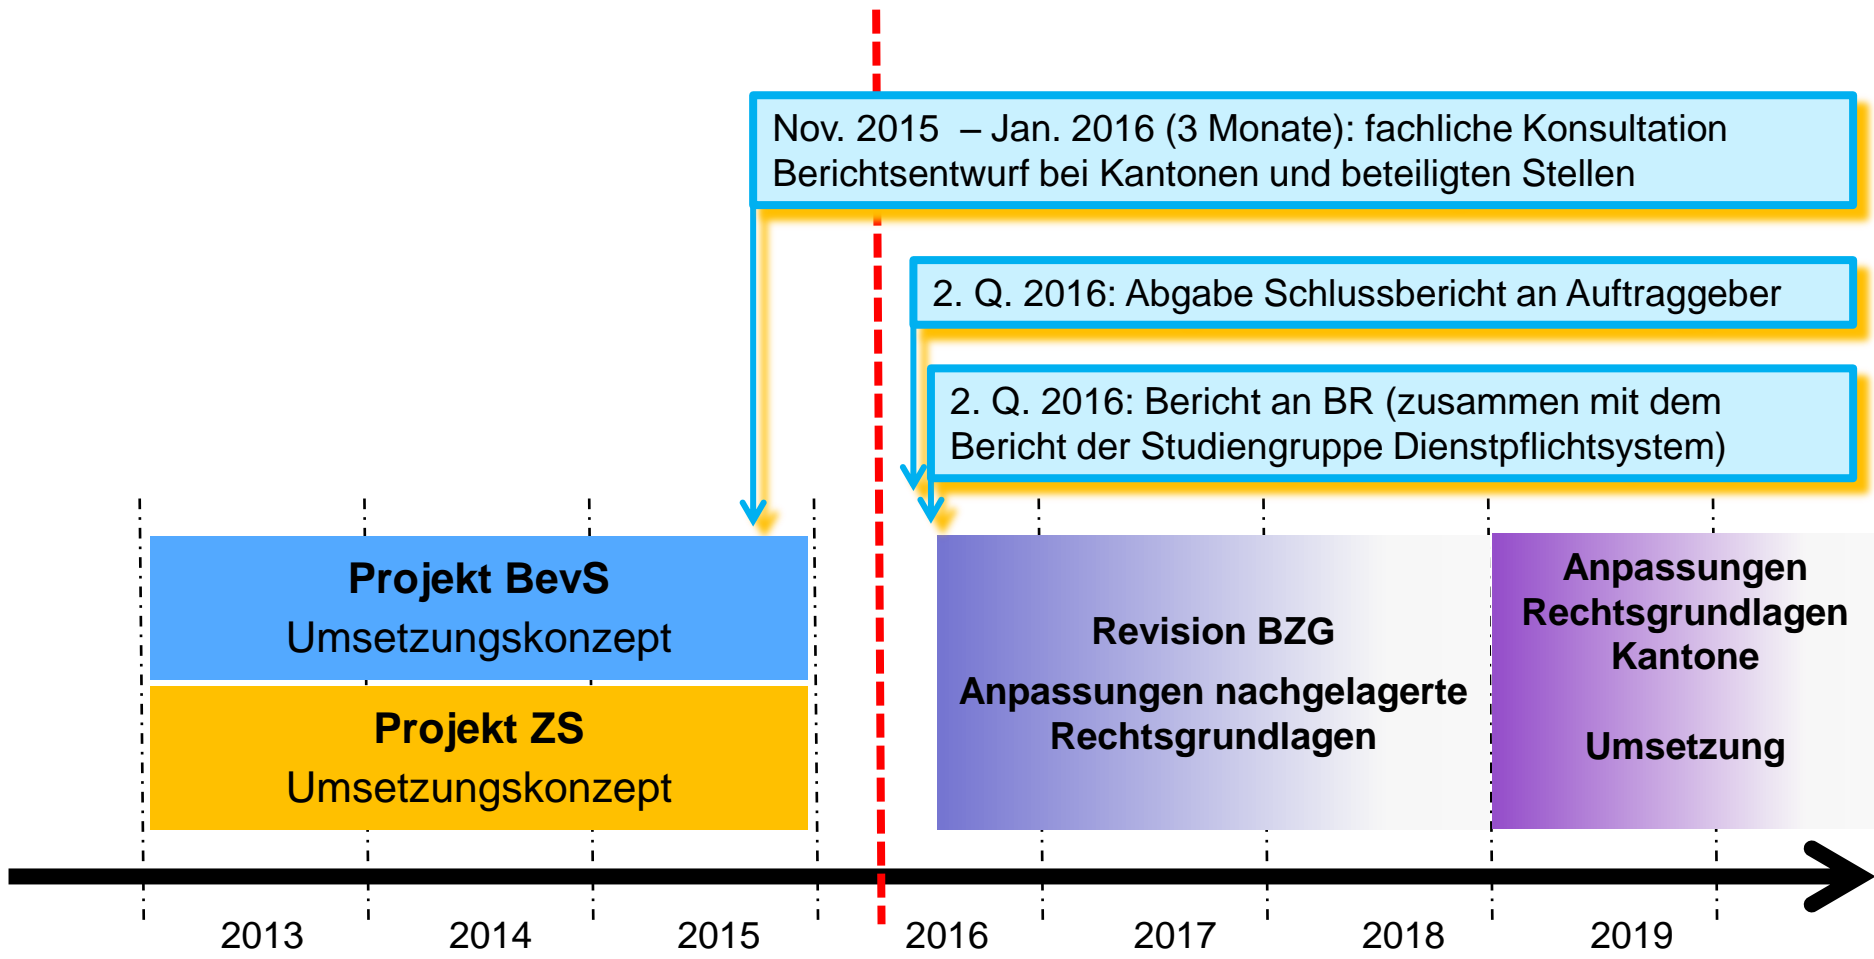 Nov. 2015 – Jan. 2016 (3 Monate): fachliche Konsultation
Berichtsentwurf bei Kantonen und beteiligten Stellen
2. Q. 2016: Abgabe Schlussbericht an Auftraggeber
2. Q. 2016: Bericht an BR (zusammen mit dem
Bericht der Studiengruppe Dienstpflichtsystem)
Projekt BevS
Umsetzungskonzept
Projekt ZS
Umsetzungskonzept
Revision BZG
Anpassungen nachgelagerte
Rechtsgrundlagen
Anpassungen
Rechtsgrundlagen
Kantone
Umsetzung
2013
2014
2015
2016
2017
2018
2019